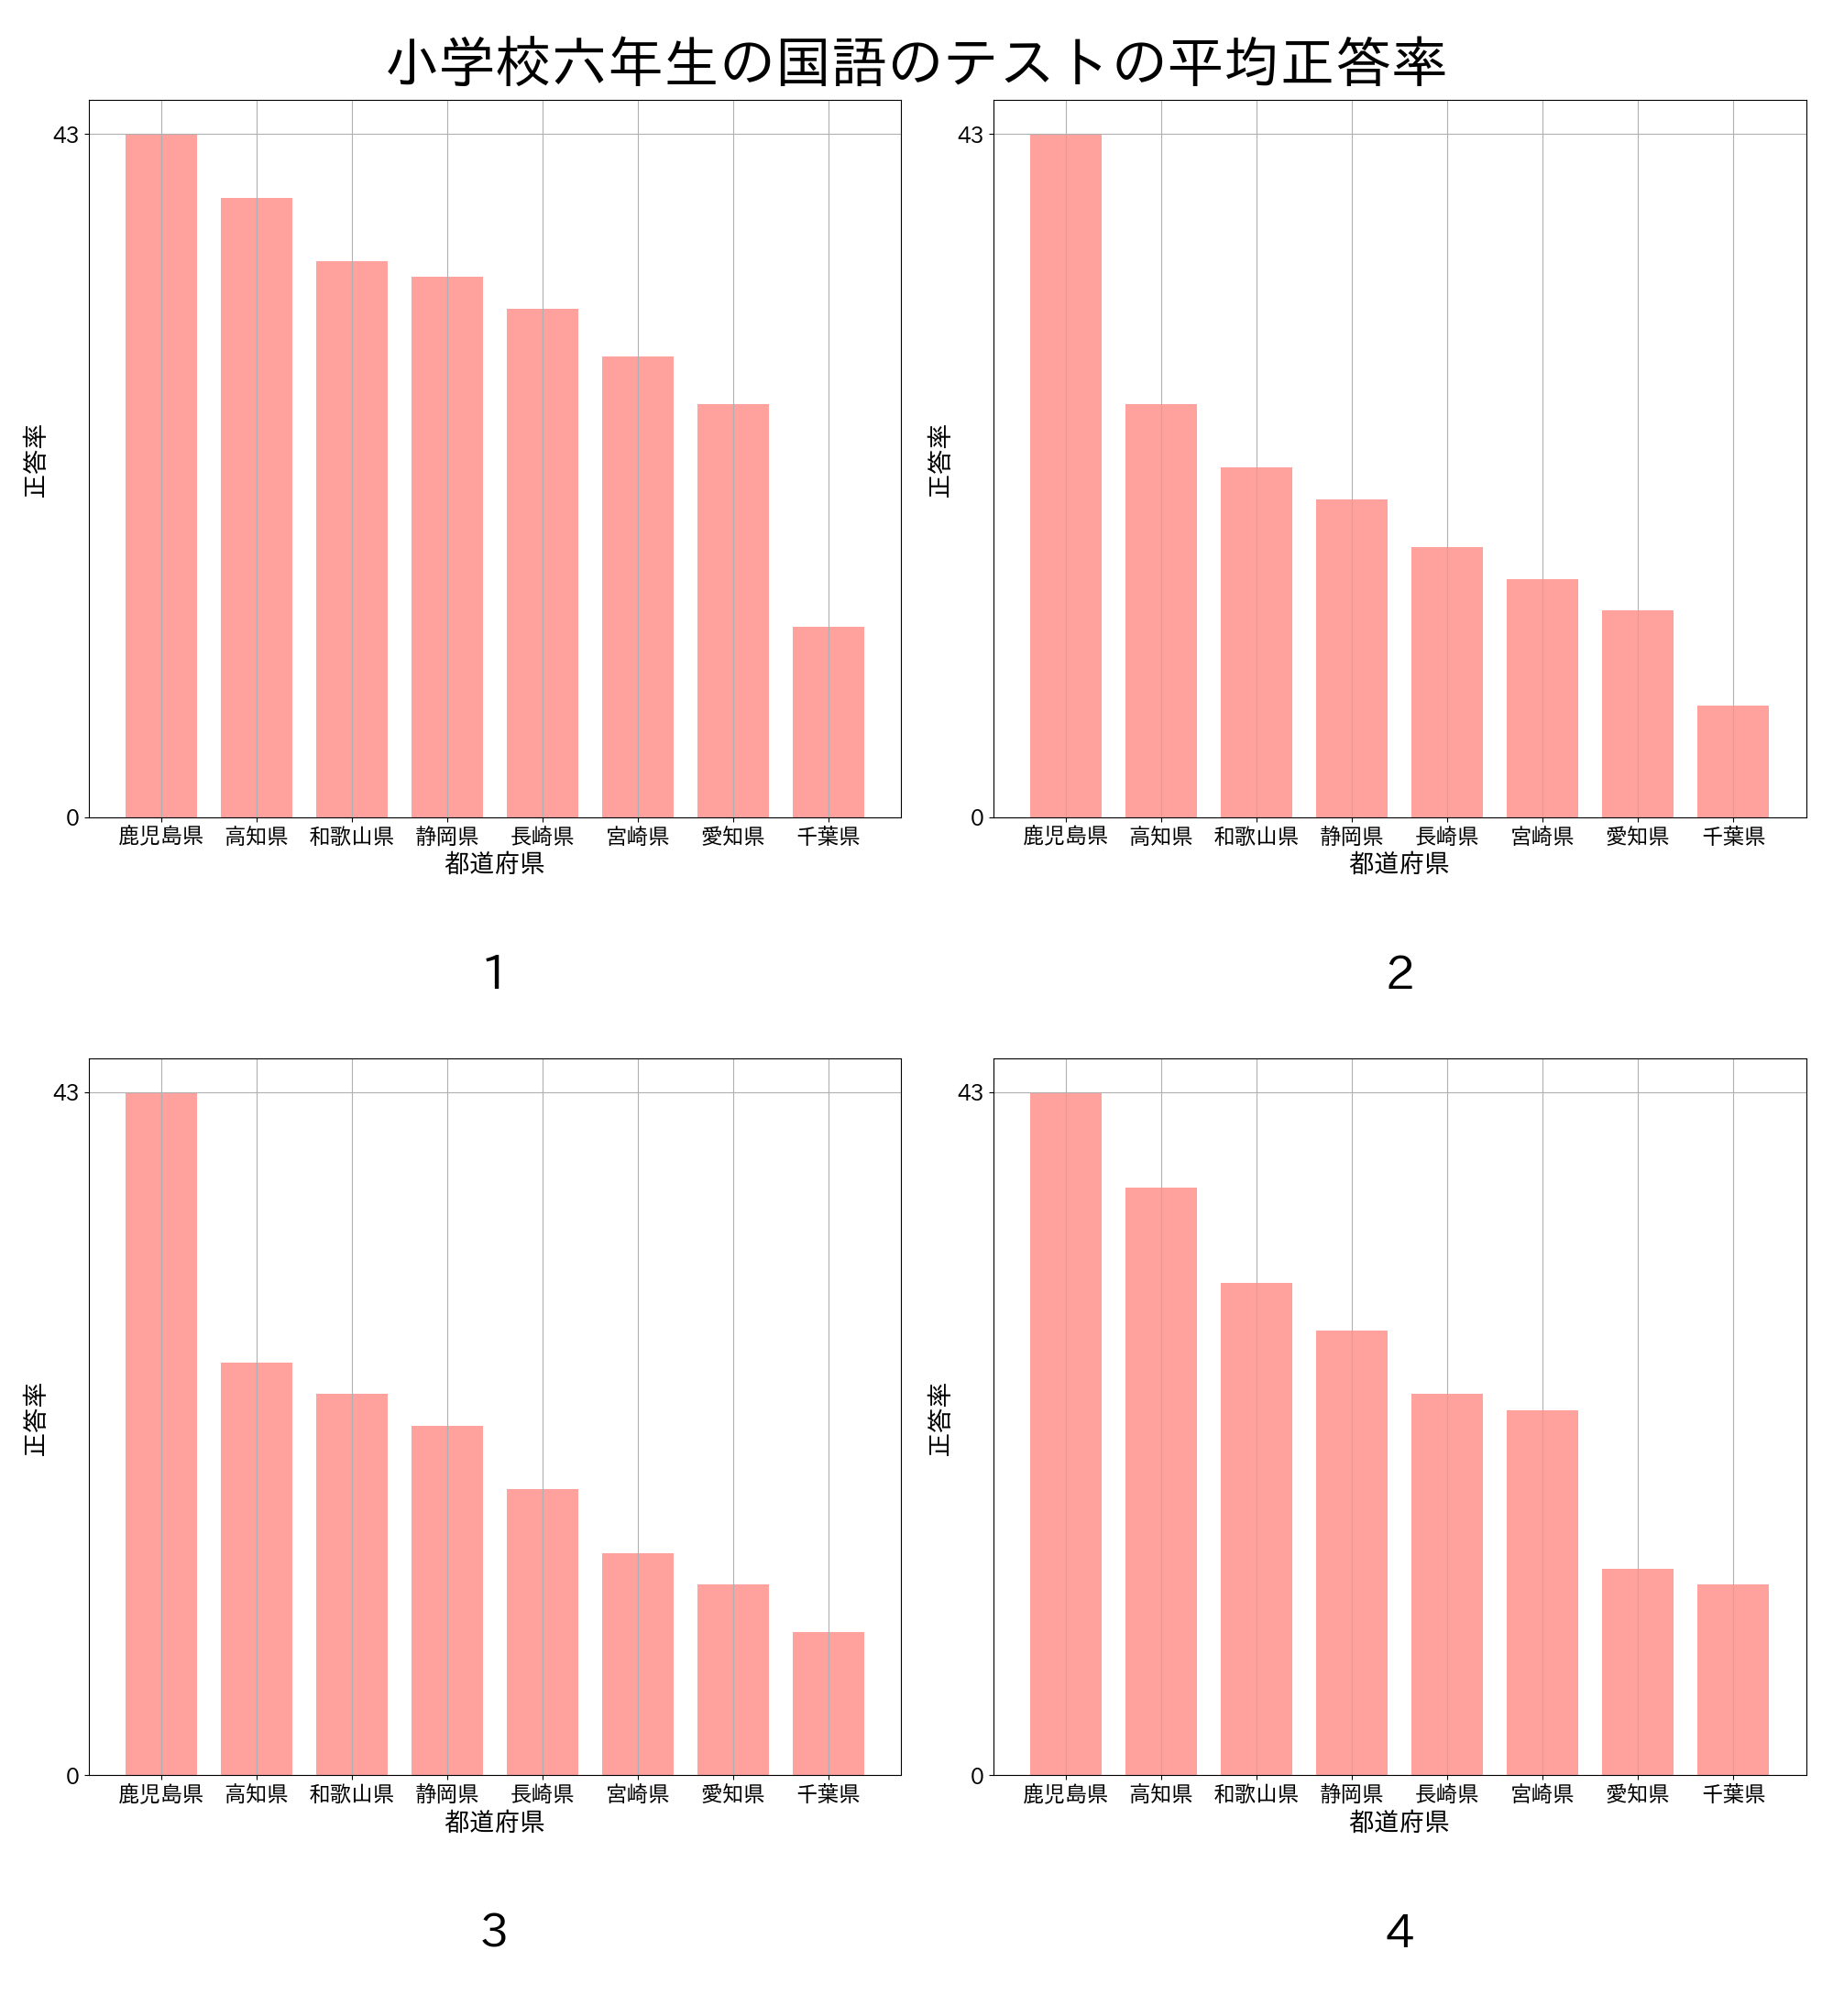 小学校六年生の国語のテストの平均正答率
43
0
正答率
鹿児島県 高知県 和歌山県 静岡県 長崎県 宮崎県 愛知県 千葉県
都道府県
1
43
0
正答率
鹿児島県 高知県 和歌山県 静岡県 長崎県 宮崎県 愛知県 千葉県
都道府県
2
43
0
正答率
鹿児島県 高知県 和歌山県 静岡県 長崎県 宮崎県 愛知県 千葉県
都道府県
3
43
0
正答率
鹿児島県 高知県 和歌山県 静岡県 長崎県 宮崎県 愛知県 千葉県
都道府県
4